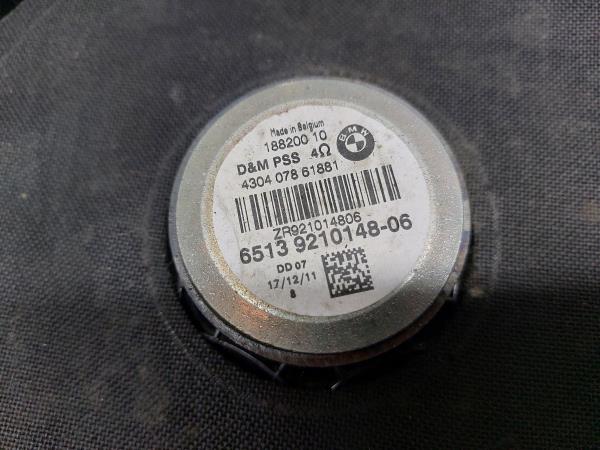 Made in Belgium
188200 10
BMW
D&M PSS 4Ω
4304 078 61881
ZR921014806
6513 9210148-06
DD 07
17/12/11
8